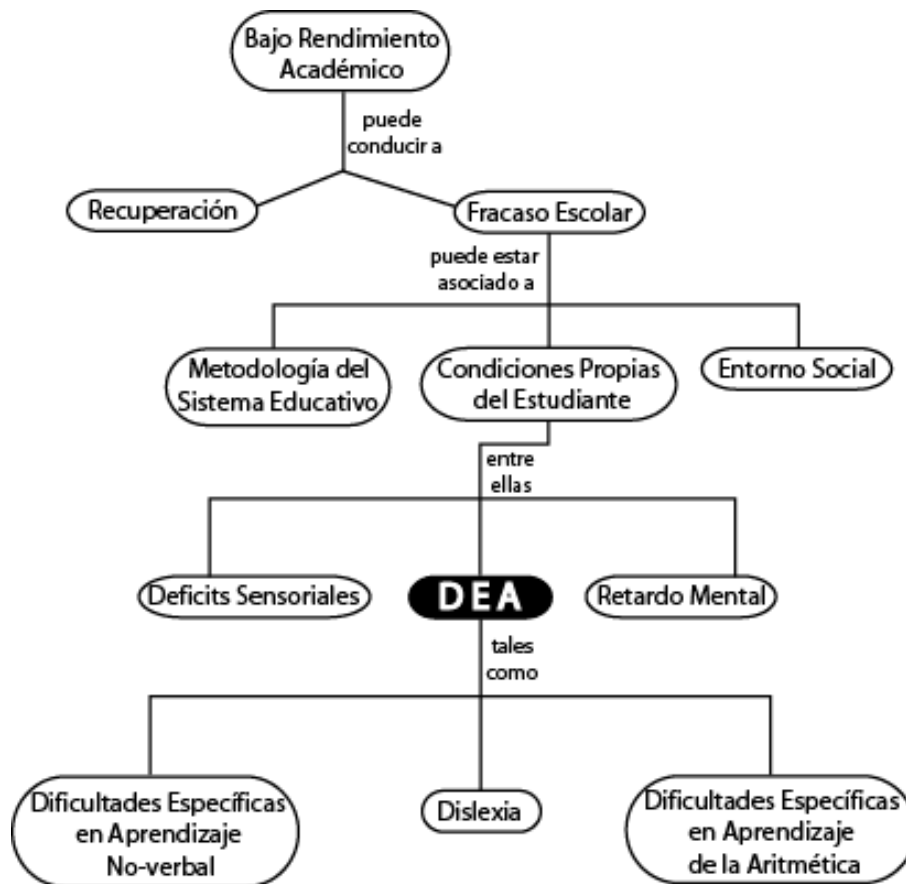 Bajo Rendimiento
Académico
puede
conducir a
Recuperación
Fracaso Escolar
puede estar
asociado a
Metodología del
Sistema Educativo
Condiciones Propias
del Estudiante
Entorno Social
entre
ellas
Deficits Sensoriales
DEA
Retardo Mental
tales
como
Dificultades Específicas
en Aprendizaje
No-verbal
Dislexia
Dificultades Específicas
en Aprendizaje
de la Aritmética